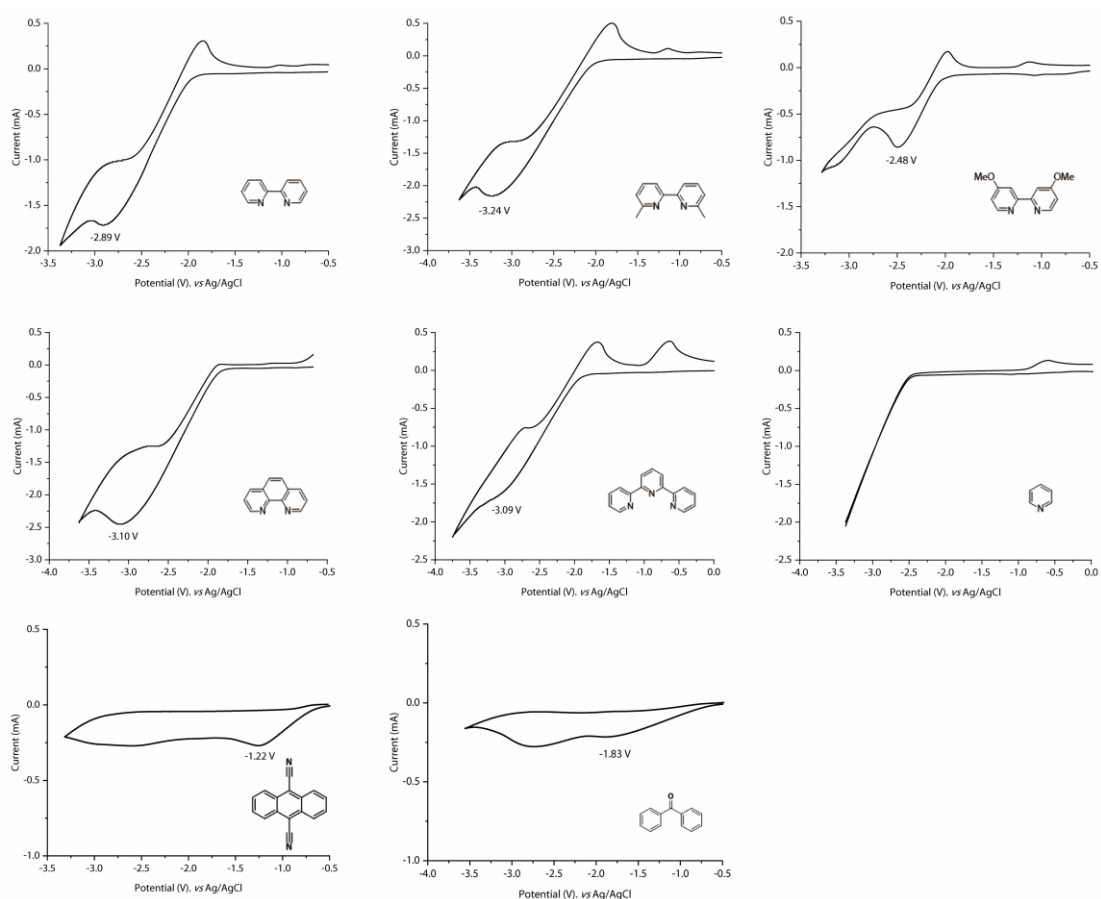 Current (mA)
0.5
0.0
-0.5
-1.0
-1.5
-2.0
N N
-2.89 V
-3.5 -3.0 -2.5 -2.0 -1.5 -1.0 -0.5
Potential (V). vs Ag/AgCl
Current (mA)
0.5
0.0
-0.5
-1.0
-1.5
-2.0
-2.5
-3.0
N N
-3.24 V
-4.0 -3.5 -3.0 -2.5 -2.0 -1.5 -1.0 -0.5
Potential (V). vs Ag/AgCl
Current (mA)
0.5
0.0
-0.5
-1.0
-1.5
-2.0
-2.48 V
MeO OMe
N N
-3.5 -3.0 -2.5 -2.0 -1.5 -1.0 -0.5
Potential (V). vs Ag/AgCl
Current (mA)
0.5
0.0
-0.5
-1.0
-1.5
-2.0
-2.5
-3.0
N N
-3.10 V
-4.0 -3.5 -3.0 -2.5 -2.0 -1.5 -1.0 -0.5
Potential (V). vs Ag/AgCl
Current (mA)
0.5
0.0
-0.5
-1.0
-1.5
-2.0
-2.5
N N N
-3.09 V
-4.0 -3.5 -3.0 -2.5 -2.0 -1.5 -1.0 -0.5 0.0
Potential (V). vs Ag/AgCl
Current (mA)
0.5
0.0
-0.5
-1.0
-1.5
-2.0
-2.5
N
-4.0 -3.5 -3.0 -2.5 -2.0 -1.5 -1.0 -0.5 0.0
Potential (V). vs Ag/AgCl
Current (mA)
0.5
0.0
-0.5
-1.0
-1.22 V
N
N
-3.5 -3.0 -2.5 -2.0 -1.5 -1.0 -0.5
Potential (V). vs Ag/AgCl
Current (mA)
0.5
0.0
-0.5
-1.0
-1.83 V
O
-4.0 -3.5 -3.0 -2.5 -2.0 -1.5 -1.0 -0.5
Potential (V). vs Ag/AgCl